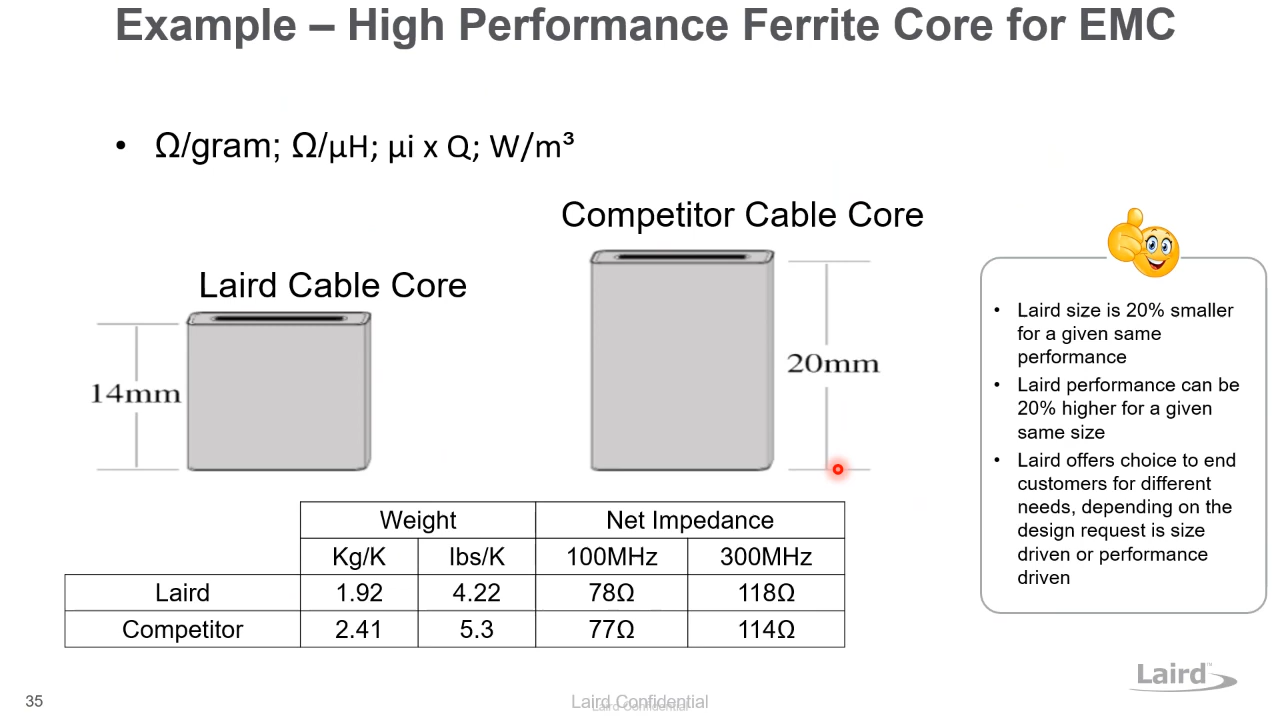 Example – High Performance Ferrite Core for EMC
• Ω/gram; Ω/µH; µi x Q; W/m³
Competitor Cable Core
Laird Cable Core
14mm
20mm
• Laird size is 20% smaller
for a given same
performance
• Laird performance can be
20% higher for a given
same size
• Laird offers choice to end
customers for different
needs, depending on the
design request is size
driven or performance
driven
Weight Net Impedance
Kg/K lbs/K 100MHz 300MHz
Laird 1.92 4.22 78Ω 118Ω
Competitor 2.41 5.3 77Ω 114Ω
Laird™
35
Laird Confidential
Laird Confidential